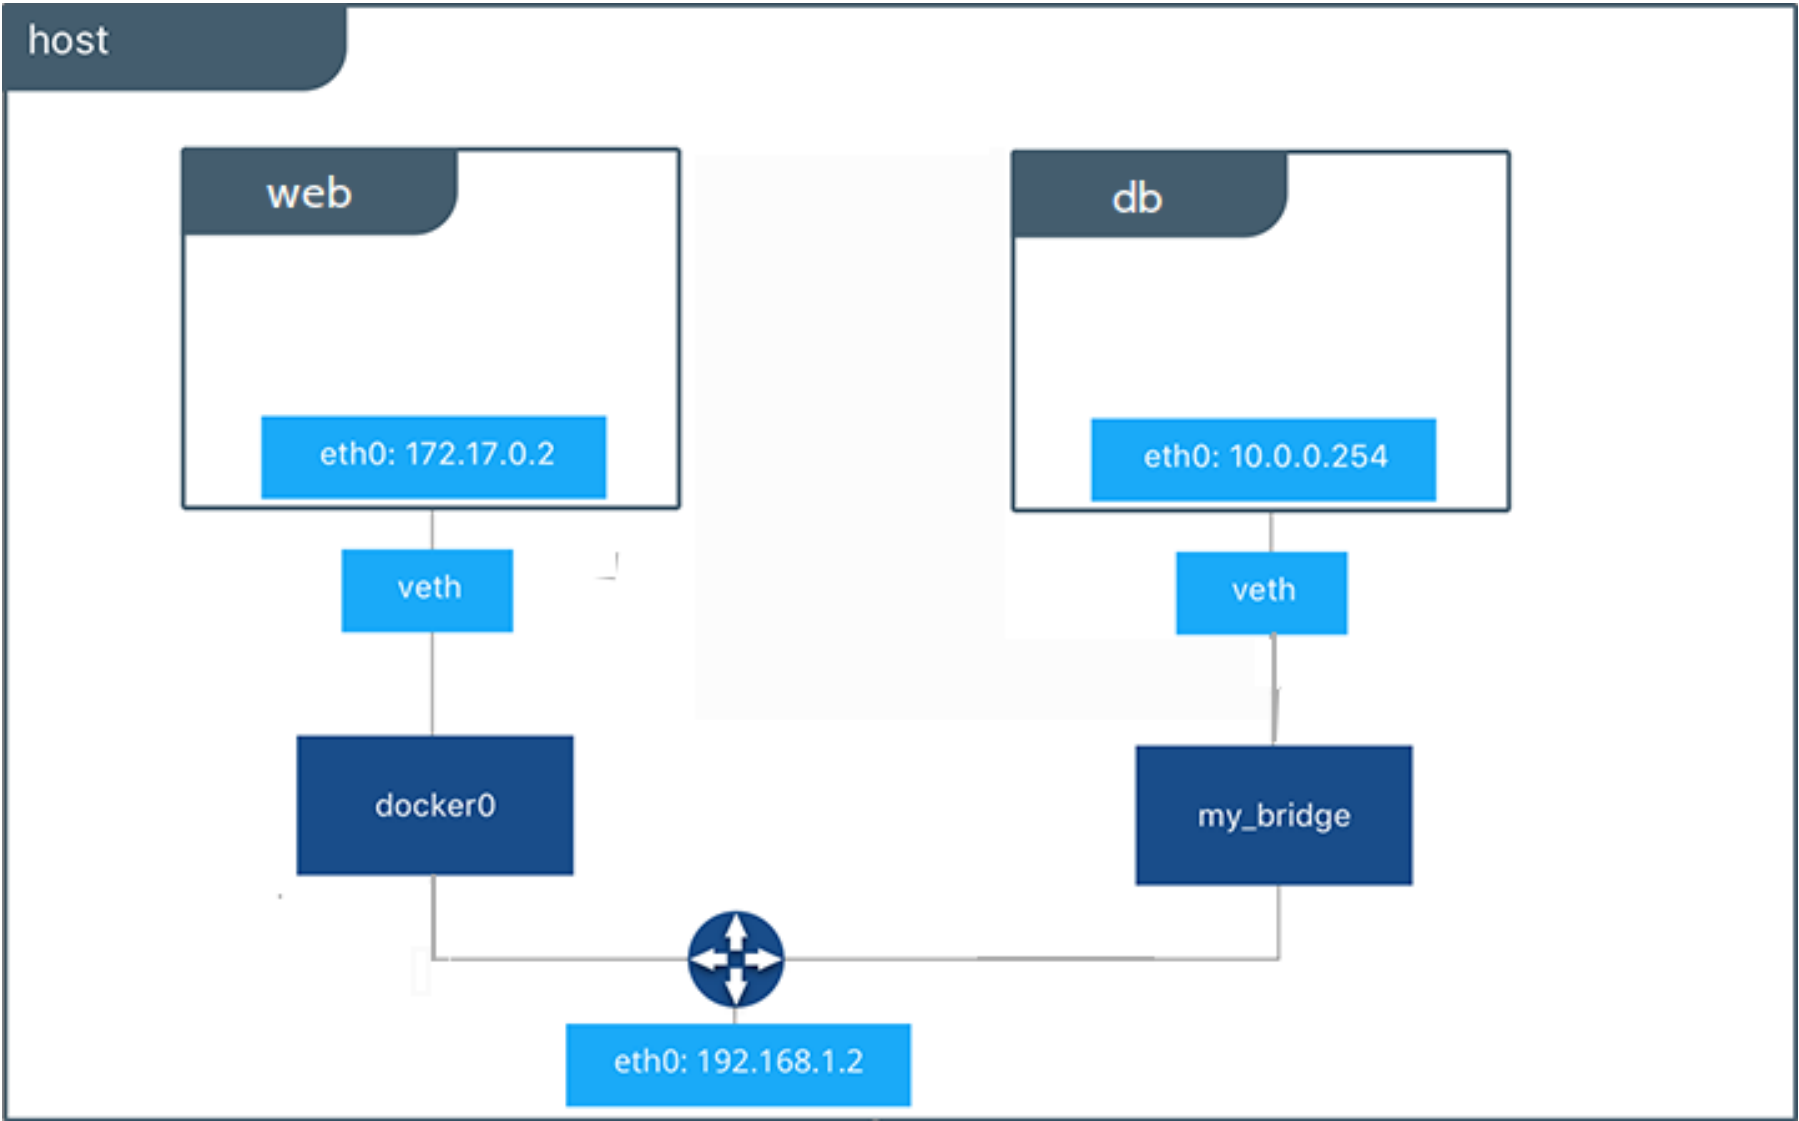 host
web
db
eth0: 172.17.0.2
eth0: 10.0.0.254
veth
veth
docker0
my_bridge
eth0: 192.168.1.2